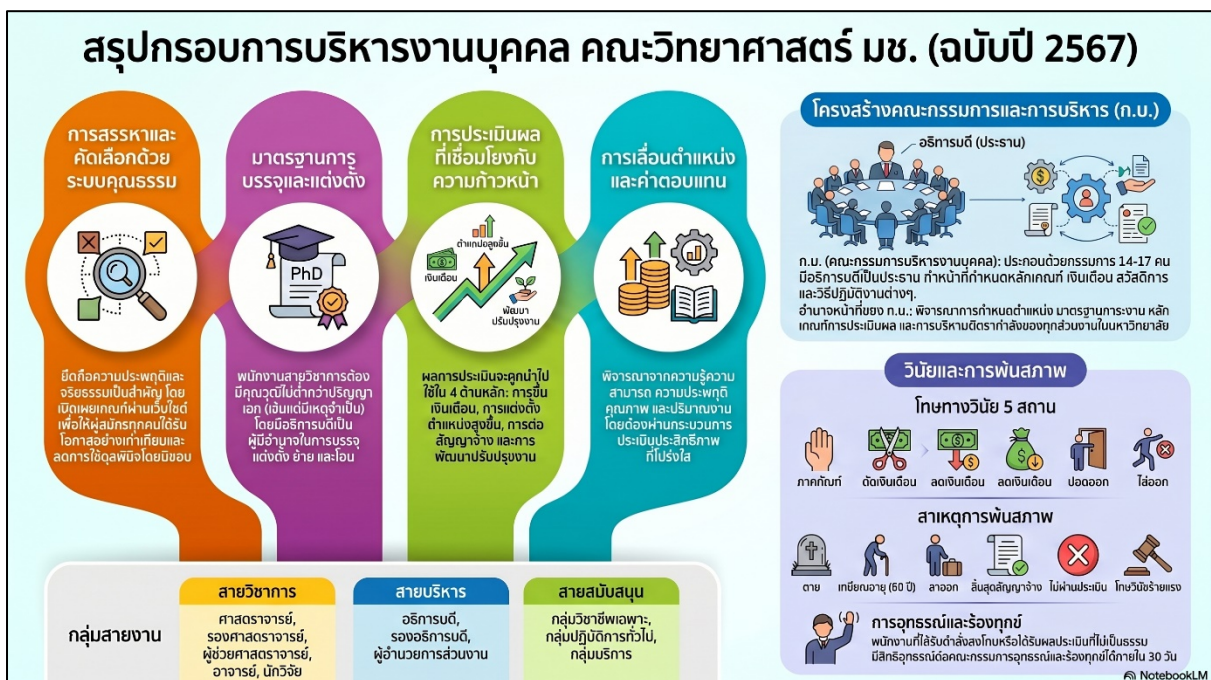 สรุปกรอบการบริหารงานบุคคล คณะวิทยาศาสตร์ มช. (ฉบับปี 2567)
การสรรหาและ
คัดเลือกด้วย
ระบบคุณธรรม
ยึดถือความประพฤติและ
จริยธรรมเป็นสำคัญ โดย
เปิดเผยเกณฑ์ผ่านเว็บไซต์
เพื่อให้ผู้สมัครทุกคนได้รับ
โอกาสอย่างเท่าเทียมและ
ลดการใช้ดุลพินิจโดยมิชอบ
มาตรฐานการ
บรรจุและแต่งตั้ง
PhD
พนักงานสายวิชาการต้อง
มีคุณวุฒิไม่ต่ำกว่าปริญญา
เอก (เว้นแต่มีเหตุจำเป็น)
โดยมีอธิการบดีเป็น
ผู้มีอำนาจในการบรรจุ
แต่งตั้ง ย้าย และโอน
การประเมินผล
ที่เชื่อมโยงกับ
ความก้าวหน้า
เงินเดือน
พัฒนา
ปรับปรุงงาน
ผลการประเมินจะถูกนำไป
ใช้ใน 4 ด้านหลัก: การขึ้น
เงินเดือน, การแต่งตั้ง
ตำแหน่งสูงขึ้น, การต่อ
สัญญาจ้าง และการ
พัฒนาปรับปรุงงาน
การเลื่อนตำแหน่ง
และค่าตอบแทน
พิจารณาจากความรู้ความ
สามารถ ความประพฤติ
คุณภาพ และปริมาณงาน
โดยต้องผ่านกระบวนการ
ประเมินประสิทธิภาพ
ที่โปร่งใส
กลุ่มสายงาน
สายวิชาการ
ศาสตราจารย์,
รองศาสตราจารย์,
ผู้ช่วยศาสตราจารย์,
อาจารย์, นักวิจัย
สายบริหาร
อธิการบดี,
รองอธิการบดี,
ผู้อำนวยการส่วนงาน
สายสนับสนุน
กลุ่มวิชาชีพเฉพาะ,
กลุ่มปฏิบัติการทั่วไป,
กลุ่มบริการ
โครงสร้างคณะกรรมการและการบริหาร (ก.บ.)
อธิการบดี (ประธาน)
ก.บ. (คณะกรรมการบริหารงานบุคคล): ประกอบด้วยกรรมการ 14-17 คน
มีอธิการบดีเป็นประธาน ทำหน้าที่กำหนดหลักเกณฑ์ เงินเดือน สวัสดิการ
และวิธีปฏิบัติงานต่างๆ.
อำนาจหน้าที่ของ ก.บ.: พิจารณาการกำหนดตำแหน่ง มาตรฐานภาระงาน หลัก
เกณฑ์การประเมินผล และการบริหารอัตรากำลังของทุกส่วนงานในมหาวิทยาลัย
วินัยและการพ้นสภาพ
โทษทางวินัย 5 สถาน
ภาคทัณฑ์ ตัดเงินเดือน ลดเงินเดือน ลดเงินเดือน ปลดออก ไล่ออก
สาเหตุการพ้นสภาพ
ตาย เกษียณอายุ (60 ปี) ลาออก สิ้นสุดสัญญาจ้าง ไม่ผ่านประเมิน โทษวินัยร้ายแรง
การอุทธรณ์และร้องทุกข์
พนักงานที่ได้รับคำสั่งลงโทษหรือได้รับผลประเมินที่ไม่เป็นธรรม
มีสิทธิอุทธรณ์ต่อคณะกรรมการอุทธรณ์และร้องทุกข์ได้ภายใน 30 วัน
NotebookLM